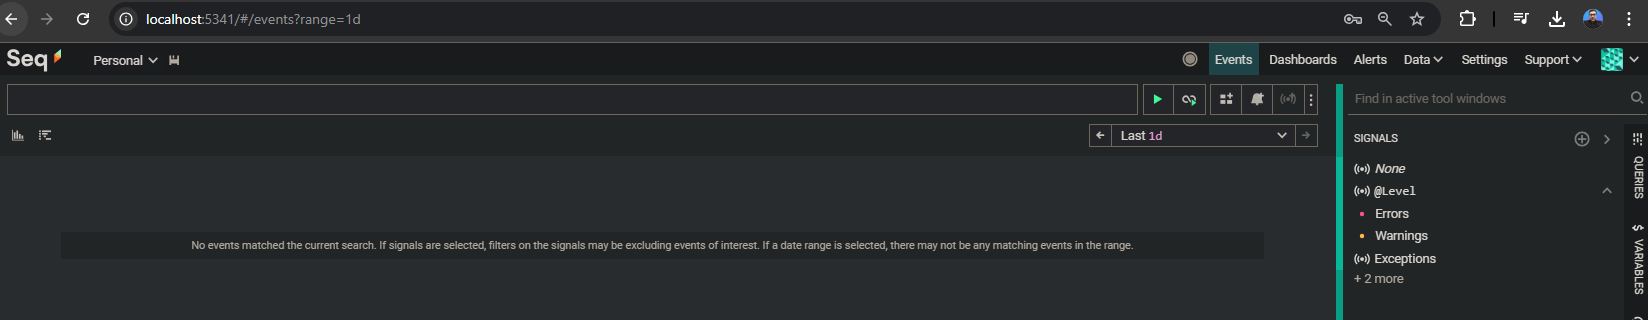 localhost:5341/#/events?range=1d
Seq
Personal
Events
Dashboards
Alerts
Data
Settings
Support
Find in active tool windows
Last 1d
SIGNALS
None
@Level
Errors
Warnings
Exceptions
+ 2 more
No events matched the current search. If signals are selected, filters on the signals may be excluding events of interest. If a date range is selected, there may not be any matching events in the range.
QUERIES
$ VARIABLES